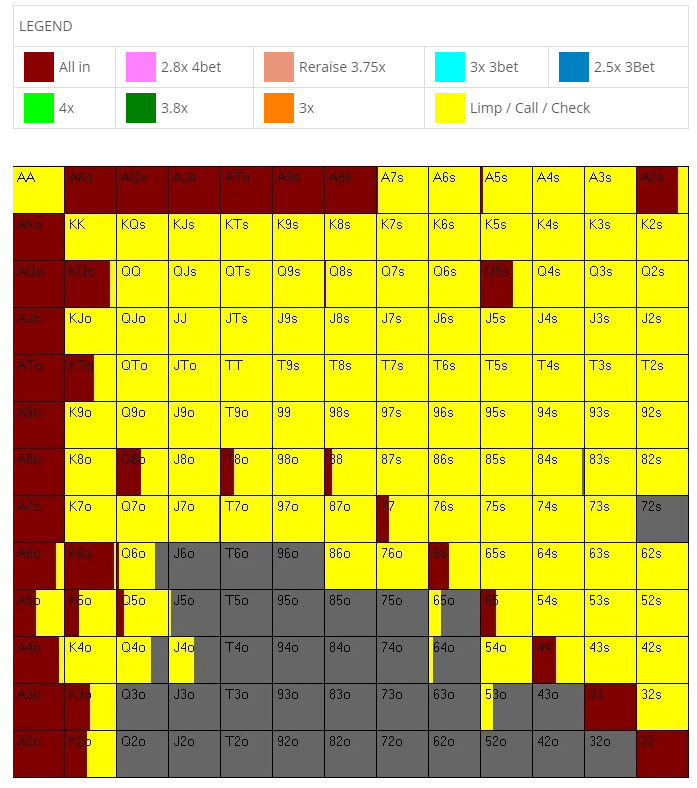 LEGEND
All in 2.8x 4bet Reraise 3.75x 3x 3bet 2.5x 3Bet
4x 3.8x 3x Limp / Call / Check
AA AKs AQs AJs ATs A9s A8s A7s A6s A5s A4s A3s A2s
AKo KK KQs KJs KTs K9s K8s K7s K6s K5s K4s K3s K2s
AQo KQo QQ QJs QTs Q9s Q8s Q7s Q6s Q5s Q4s Q3s Q2s
AJo KJo QJo JJ JTs J9s J8s J7s J6s J5s J4s J3s J2s
ATo KTo QTo JTo TT T9s T8s T7s T6s T5s T4s T3s T2s
A9o K9o Q9o J9o T9o 99 98s 97s 96s 95s 94s 93s 92s
A8o K8o Q8o J8o T8o 98o 88 87s 86s 85s 84s 83s 82s
A7o K7o Q7o J7o T7o 97o 87o 77 76s 75s 74s 73s 72s
A6o K6o Q6o J6o T6o 96o 86o 76o 66 65s 64s 63s 62s
A5o K5o Q5o J5o T5o 95o 85o 75o 65o 55 54s 53s 52s
A4o K4o Q4o J4o T4o 94o 84o 74o 64o 54o 44 43s 42s
A3o K3o Q3o J3o T3o 93o 83o 73o 63o 53o 43o 33 32s
A2o K2o Q2o J2o T2o 92o 82o 72o 62o 52o 42o 32o 22